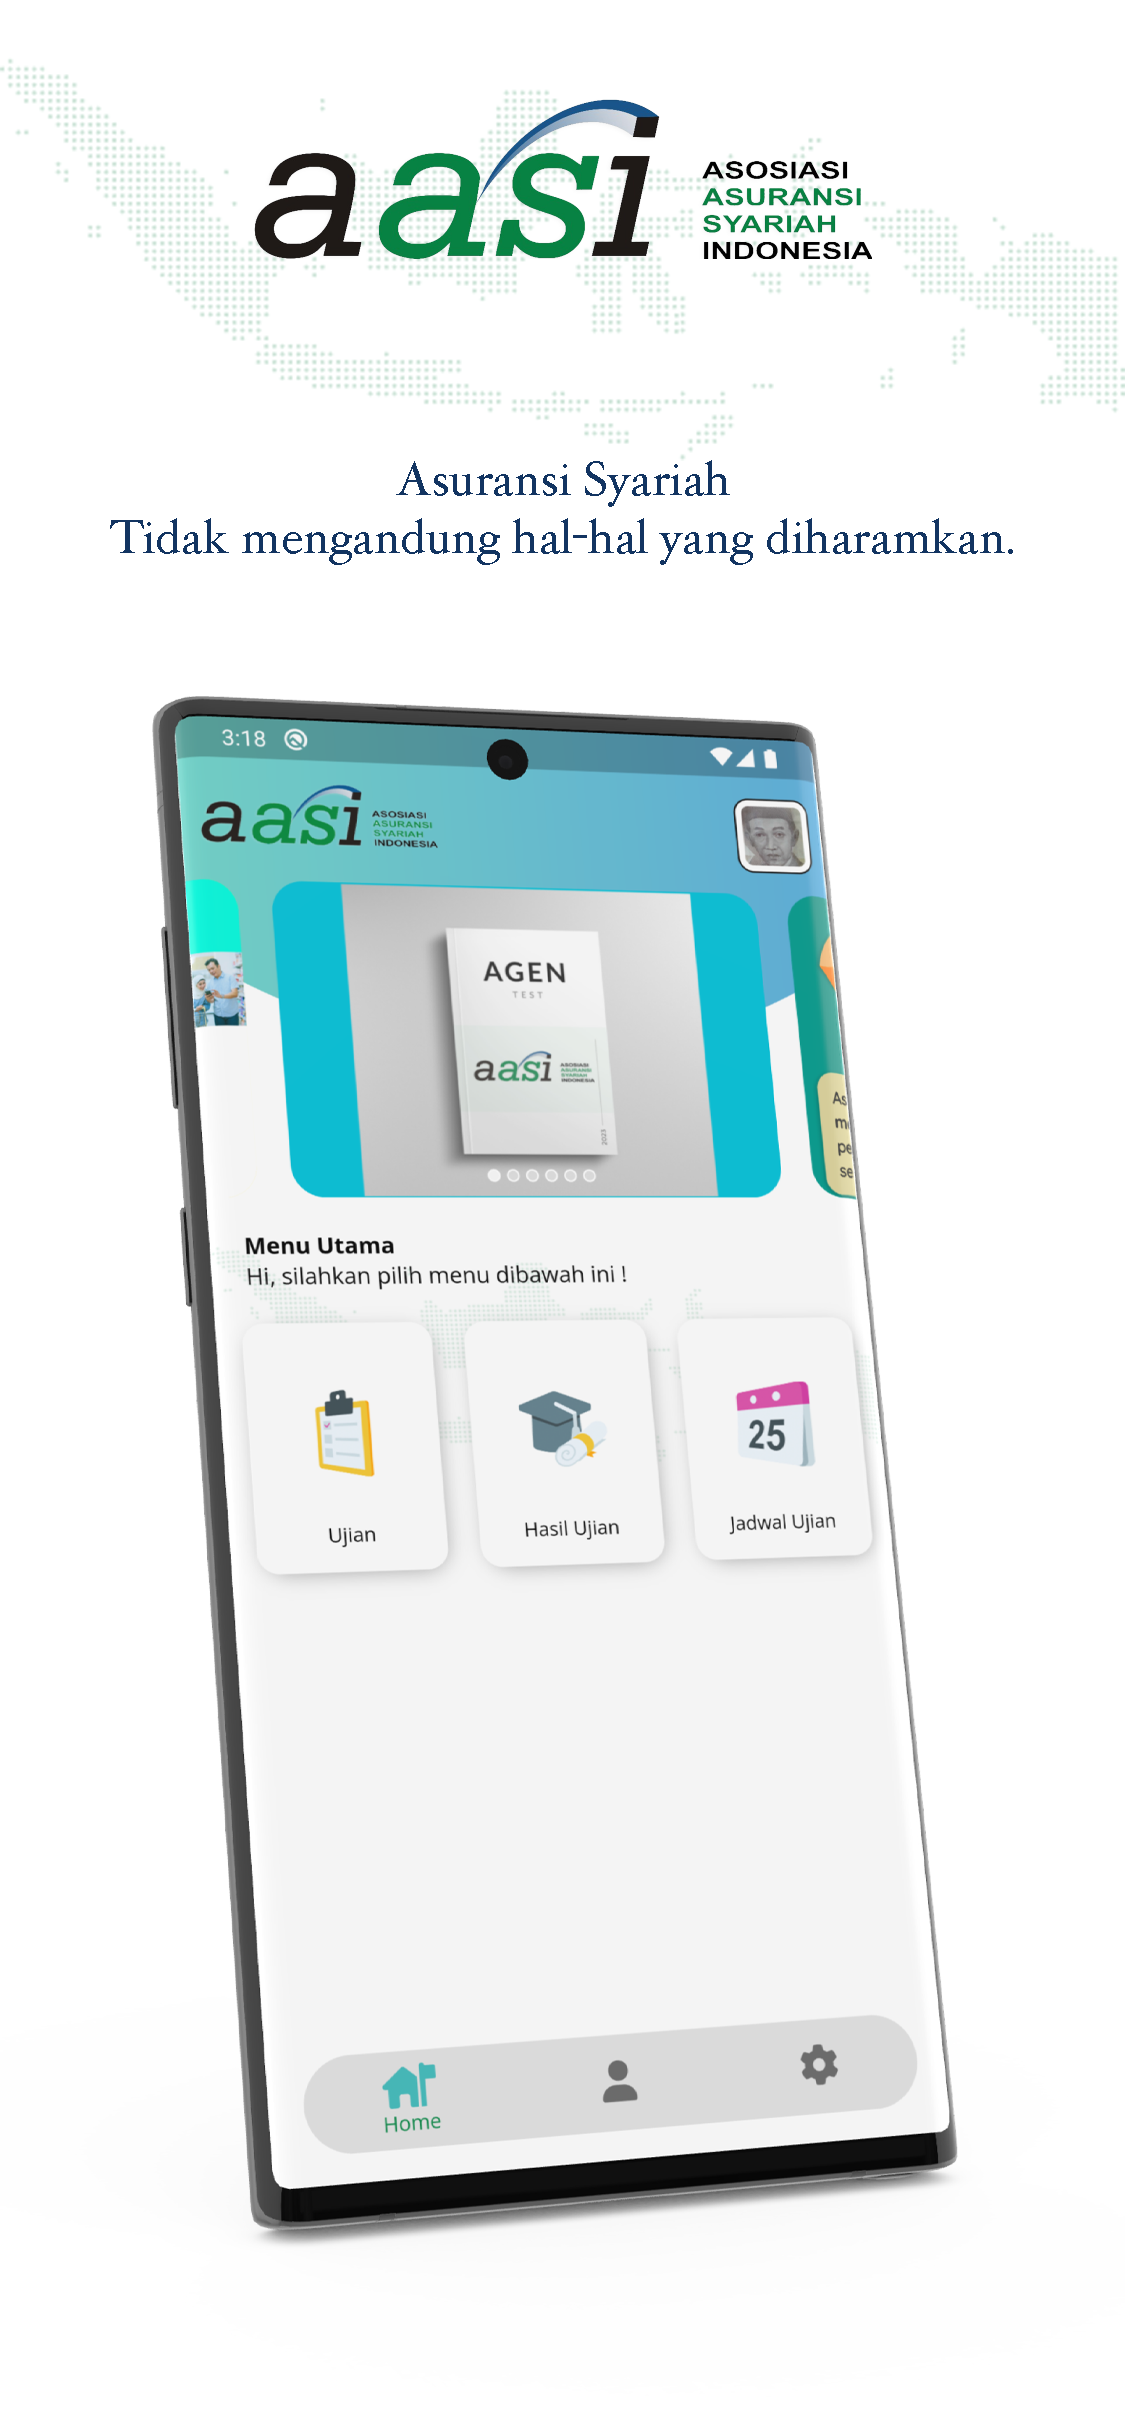 aasi
ASOSIASI
ASURANSI
SYARIAH
INDONESIA
Asuransi Syariah
Tidak mengandung hal-hal yang diharamkan.
3:18
aasi
ASOSIASI
ASURANSI
SYARIAH
INDONESIA
AGEN
TEST
aasi
ASOSIASI
ASURANSI
SYARIAH
INDONESIA
2023
As
pe
se
Menu Utama
Hi, silahkan pilih menu dibawah ini !
25
Ujian
Hasil Ujian
Jadwal Ujian
Home